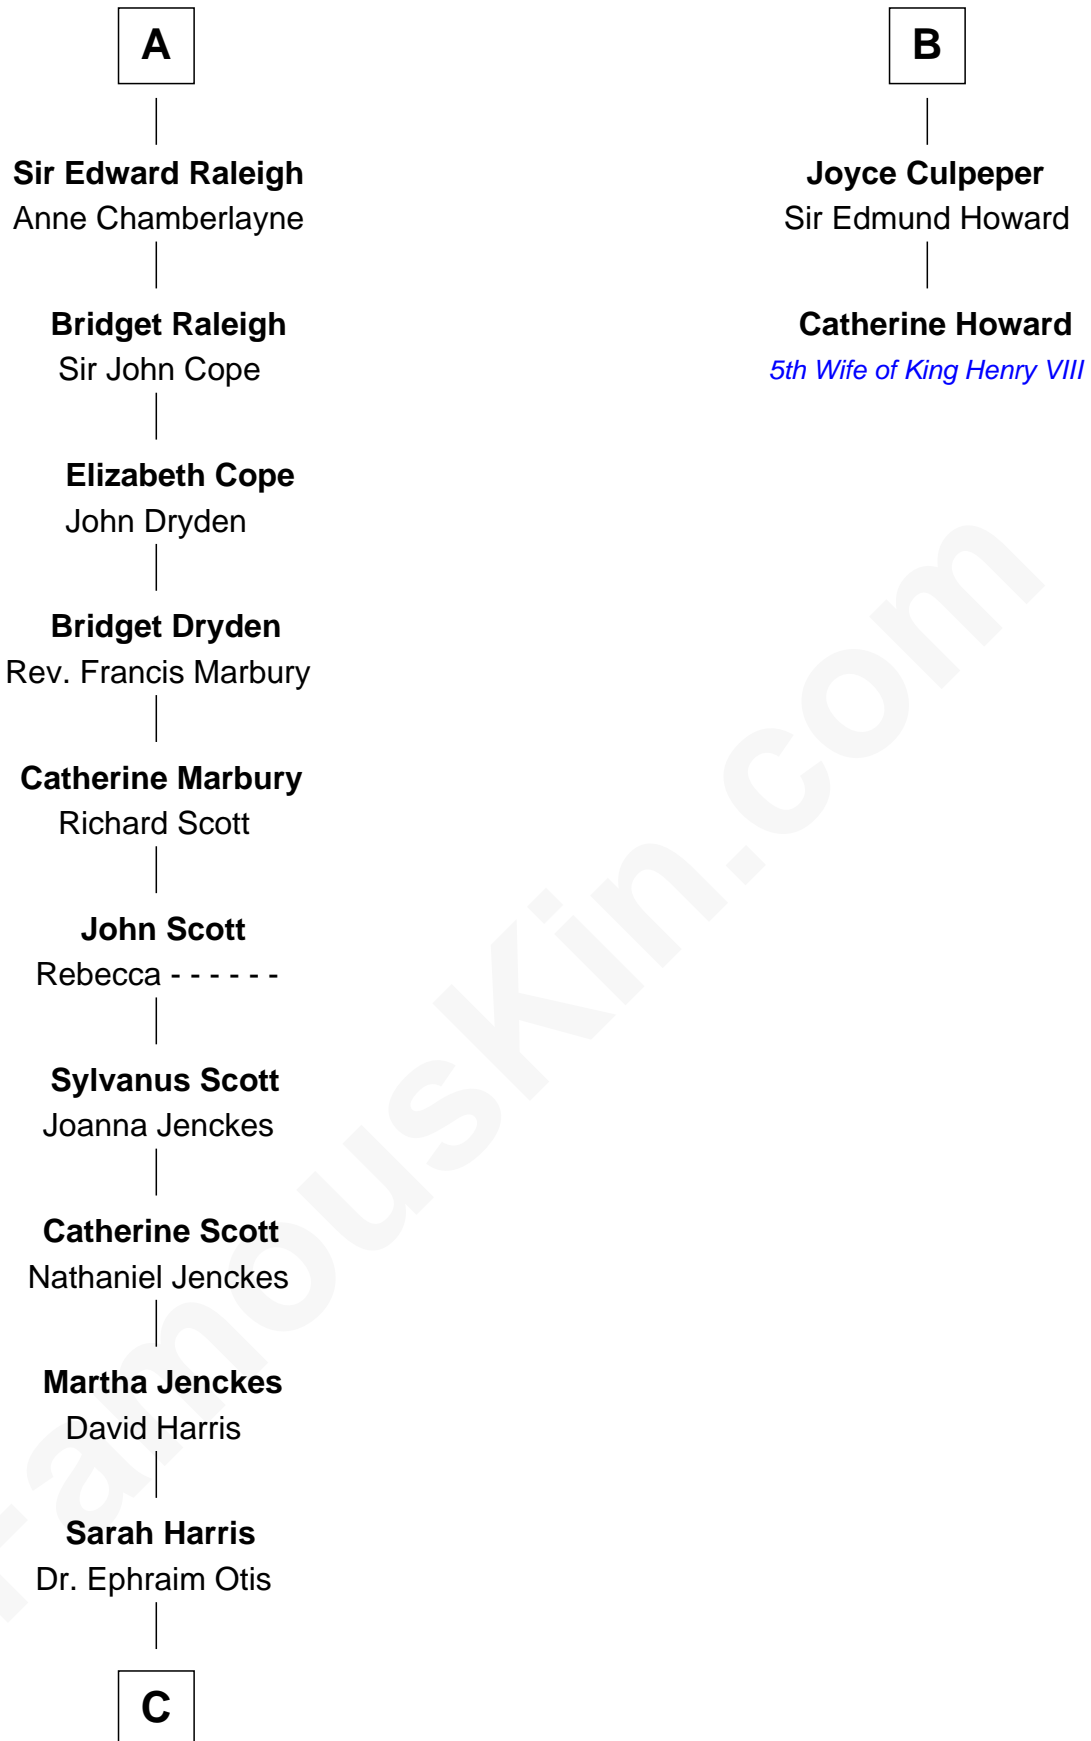 A
Sir Edward Raleigh
Anne Chamberlayne
Bridget Raleigh
Sir John Cope
Elizabeth Cope
John Dryden
Bridget Dryden
Rev. Francis Marbury
Catherine Marbury
Richard Scott
John Scott
Rebecca - - - - - -
Sylvanus Scott
Joanna Jenckes
Catherine Scott
Nathaniel Jenckes
Martha Jenckes
David Harris
Sarah Harris
Dr. Ephraim Otis
C
B
Joyce Culpeper
Sir Edmund Howard
Catherine Howard
5th Wife of King Henry VIII
FamousKin.com